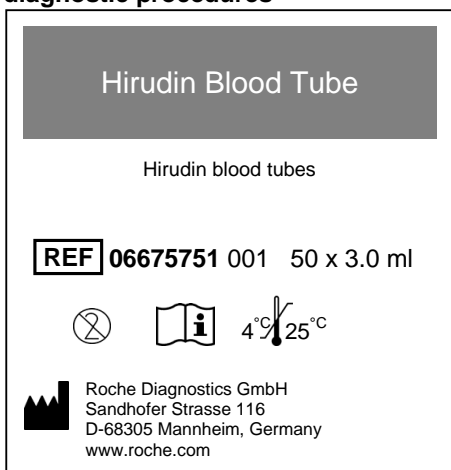 diagnostic procedures
Hirudin Blood Tube
Hirudin blood tubes
REF 06675751 001 50 x 3.0 ml
2 i 4°C 25°C
Roche Diagnostics GmbH
Sandhofer Strasse 116
D-68305 Mannheim, Germany
www.roche.com